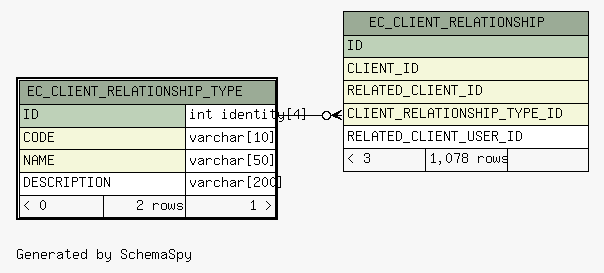 EC_CLIENT_RELATIONSHIP
ID
CLIENT_ID
RELATED_CLIENT_ID
CLIENT_RELATIONSHIP_TYPE_ID
RELATED_CLIENT_USER_ID
< 3 1,078 rows
EC_CLIENT_RELATIONSHIP_TYPE
ID int identity[4]
CODE varchar[10]
NAME varchar[50]
DESCRIPTION varchar[200]
< 0 2 rows 1 >
Generated by SchemaSpy